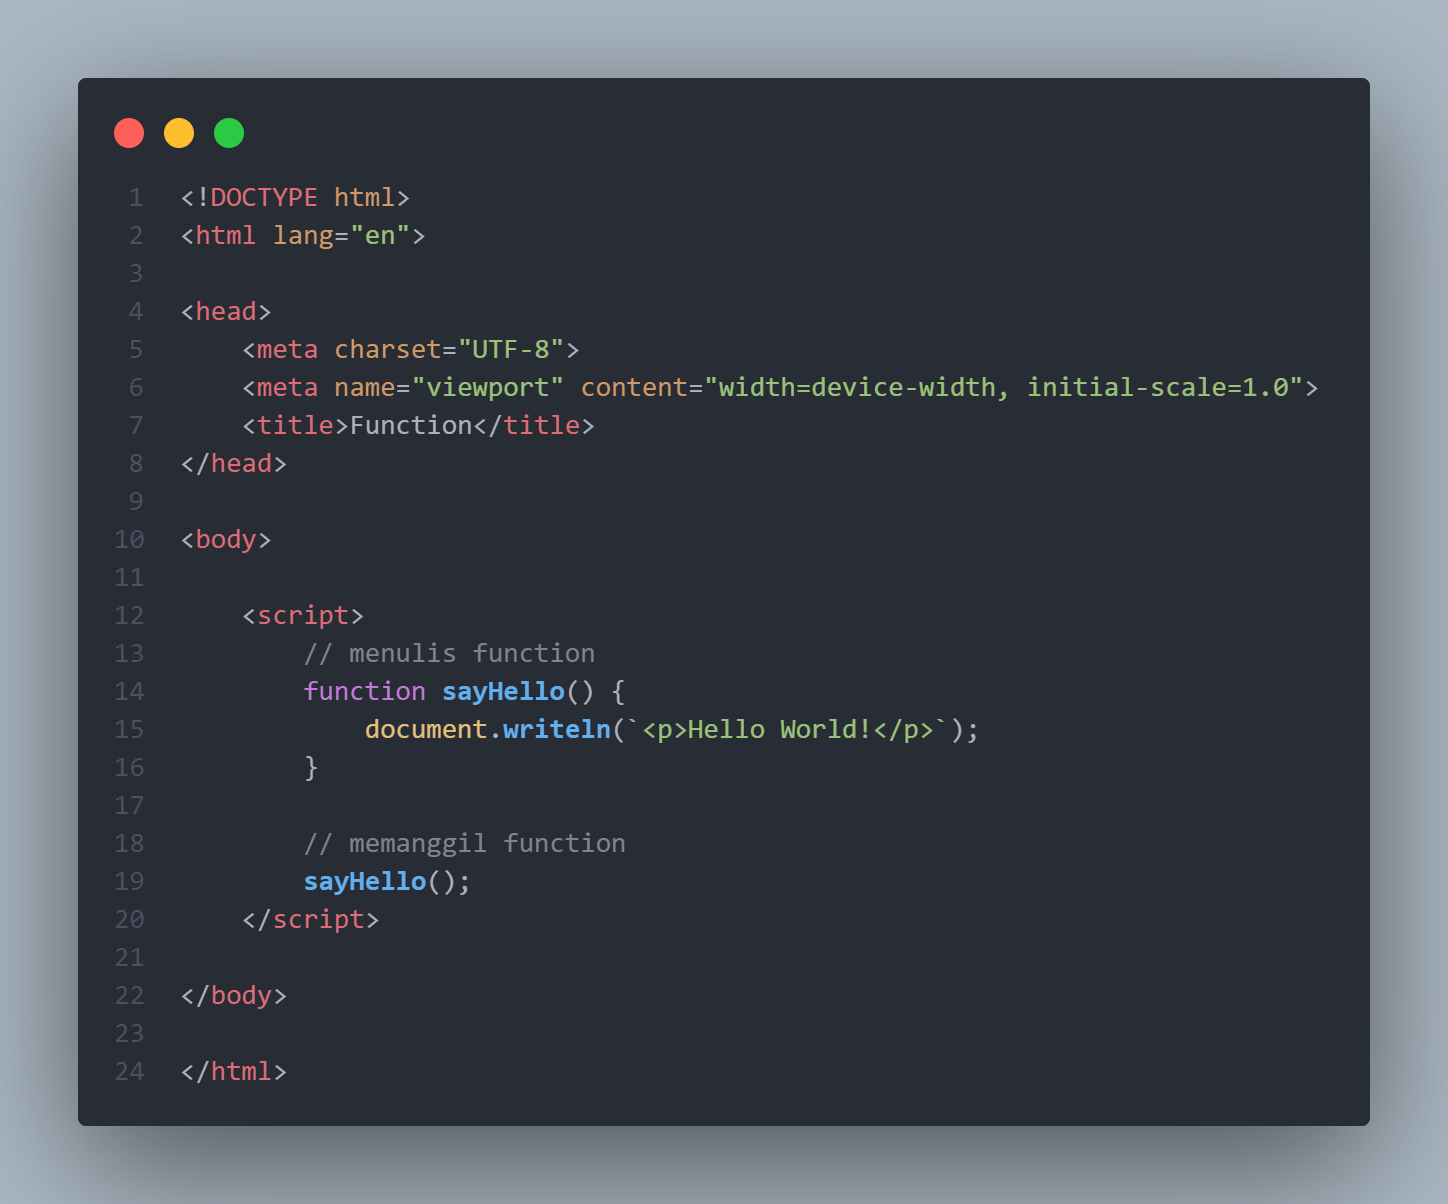 1 <!DOCTYPE html>
2 <html lang="en">
3
4 <head>
5     <meta charset="UTF-8">
6     <meta name="viewport" content="width=device-width, initial-scale=1.0">
7     <title>Function</title>
8 </head>
9
10 <body>
11
12     <script>
13         // menulis function
14         function sayHello() {
15             document.writeln(`<p>Hello World!</p>`);
16         }
17
18         // memanggil function
19         sayHello();
20     </script>
21
22 </body>
23
24 </html>